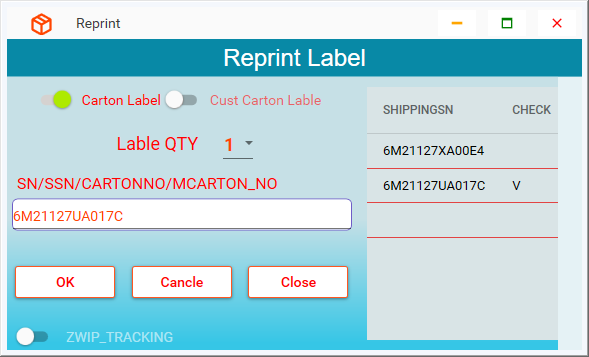 Reprint
Reprint Label
Carton Label
Cust Carton Lable
Lable QTY
1
SN/SSN/CARTONNO/MCARTON_NO
6M21127UA017C
OK
Cancle
Close
ZWIP_TRACKING
SHIPPINGSN CHECK
6M21127XA00E4
6M21127UA017C V